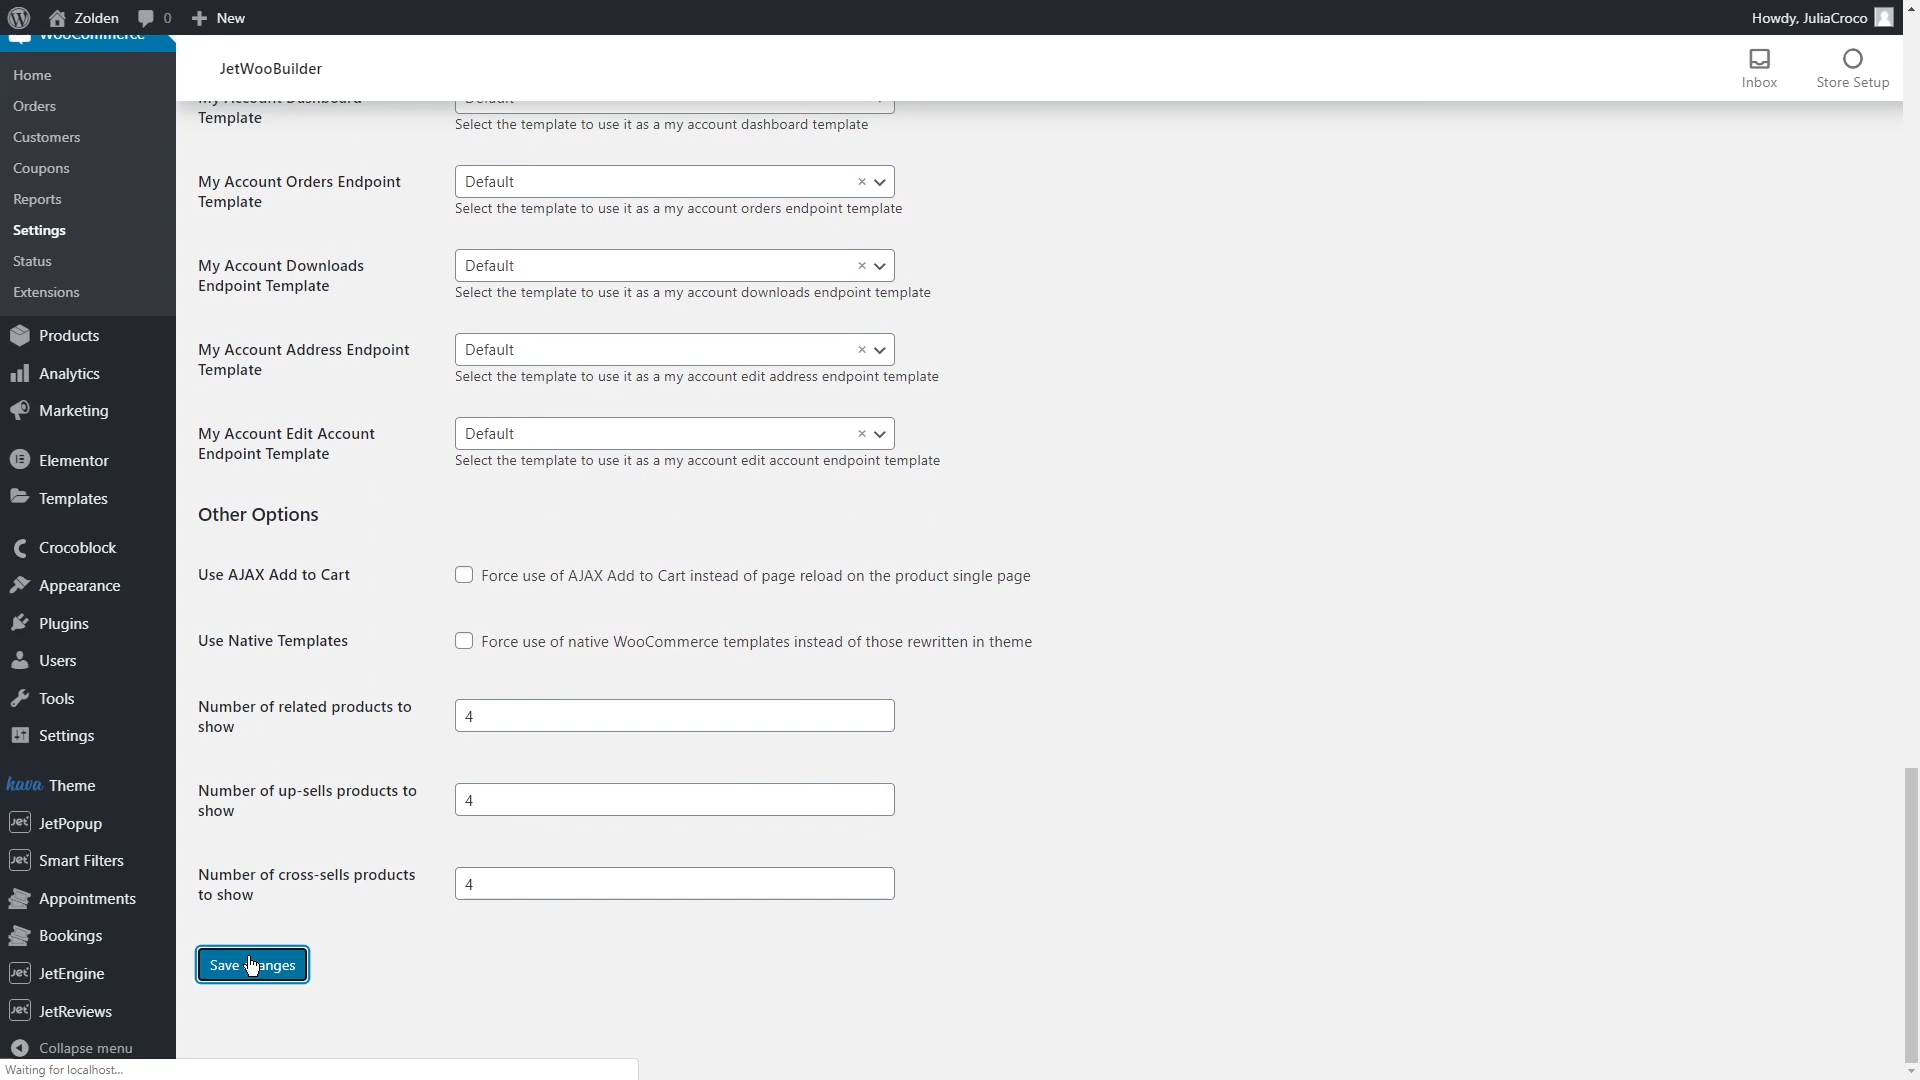 Zolden
0
New
Howdy, JuliaCroco
WooCommerce
Home
Orders
Customers
Coupons
Reports
Settings
Status
Extensions
Products
Analytics
Marketing
Elementor
Templates
Crocoblock
Appearance
Plugins
Users
Tools
Settings
kava Theme
JetPopup
Smart Filters
Appointments
Bookings
JetEngine
JetReviews
Collapse menu
Waiting for localhost...
JetWooBuilder
Inbox
Store Setup
My Account Dashboard
Template
Default
Select the template to use it as a my account dashboard template
My Account Orders Endpoint
Template
Default
Select the template to use it as a my account orders endpoint template
My Account Downloads
Endpoint Template
Default
Select the template to use it as a my account downloads endpoint template
My Account Address Endpoint
Template
Default
Select the template to use it as a my account edit address endpoint template
My Account Edit Account
Endpoint Template
Default
Select the template to use it as a my account edit account endpoint template
Other Options
Use AJAX Add to Cart
Force use of AJAX Add to Cart instead of page reload on the product single page
Use Native Templates
Force use of native WooCommerce templates instead of those rewritten in theme
Number of related products to
show
4
Number of up-sells products to
show
4
Number of cross-sells products
to show
4
Save changes